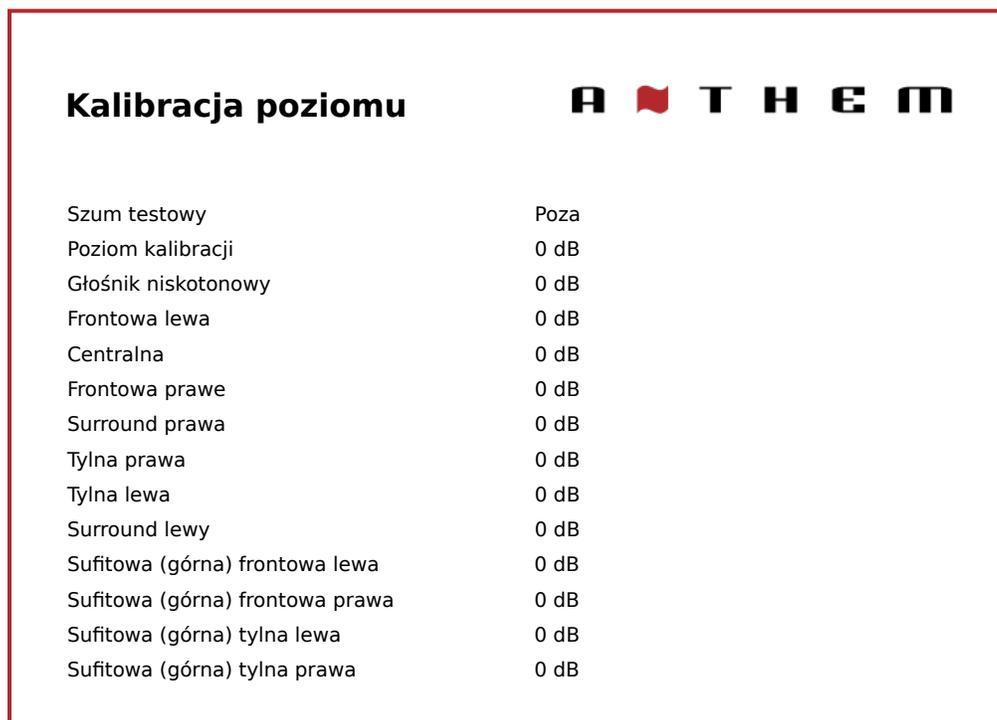 Kalibracja poziomu
ANTHEM
Szum testowy Poza
Poziom kalibracji 0 dB
Głośnik niskotonowy 0 dB
Frontowa lewa 0 dB
Centralna 0 dB
Frontowa prawe 0 dB
Surround prawa 0 dB
Tylna prawa 0 dB
Tylna lewa 0 dB
Surround lewy 0 dB
Sufitowa (górna) frontowa lewa 0 dB
Sufitowa (górna) frontowa prawa 0 dB
Sufitowa (górna) tylna lewa 0 dB
Sufitowa (górna) tylna prawa 0 dB